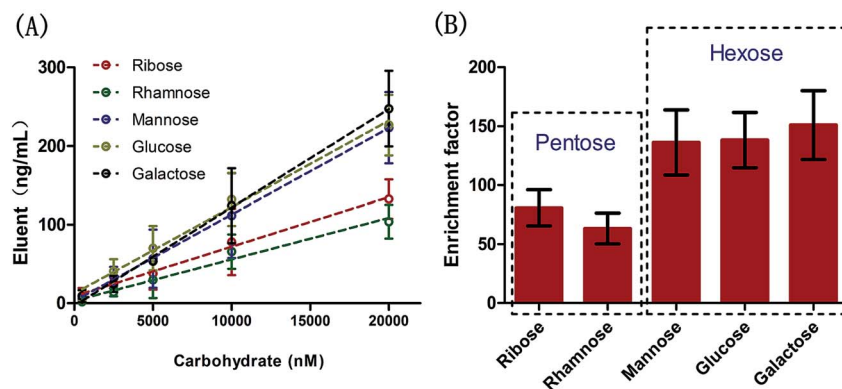 (A)
Ribose
Rhamnose
Mannose
Glucose
Galactose
300
200
100
0
0
5000
10000
15000
20000
Eluent (ng/mL)
Carbohydrate (nM)
(B)
Hexose
Pentose
200
150
100
50
0
Enrichment factor
Ribose
Rhamnose
Mannose
Glucose
Galactose